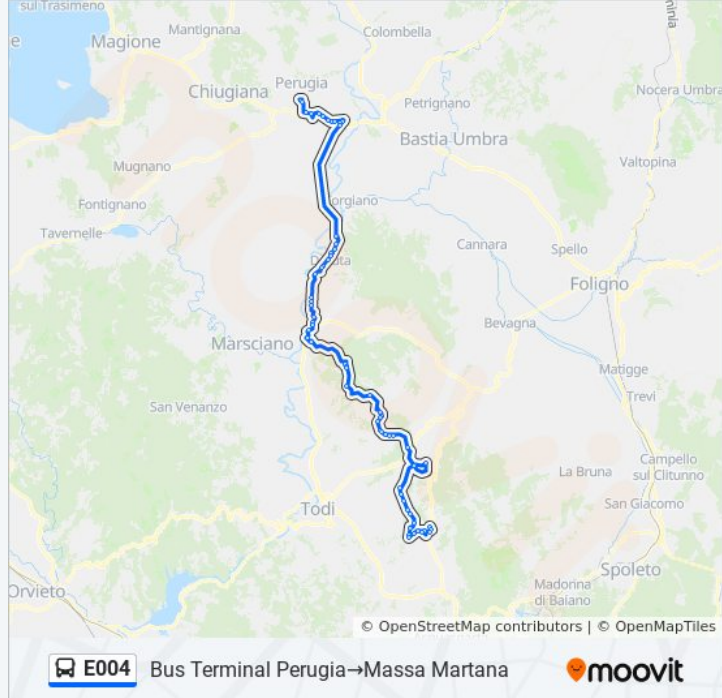 sul Trasimeno
Mantignana
Colombella
Magione
Perugia
Chiugiana
Petrignano
Nocera Umbra
Bastia Umbra
Mugnano
Valtopina
Fontignano
Tavernelle
Cannara
Spello
Foligno
Bevagna
Marsciano
Matigge
Trevi
San Venanzo
La Bruna
Campello
sul Clitunno
San Giacomo
Todi
Orvieto
Spoleto
Madonna
di Baiano
© OpenStreetMap contributors | © OpenMapTiles
E004 Bus Terminal Perugia→Massa Martana
moovit